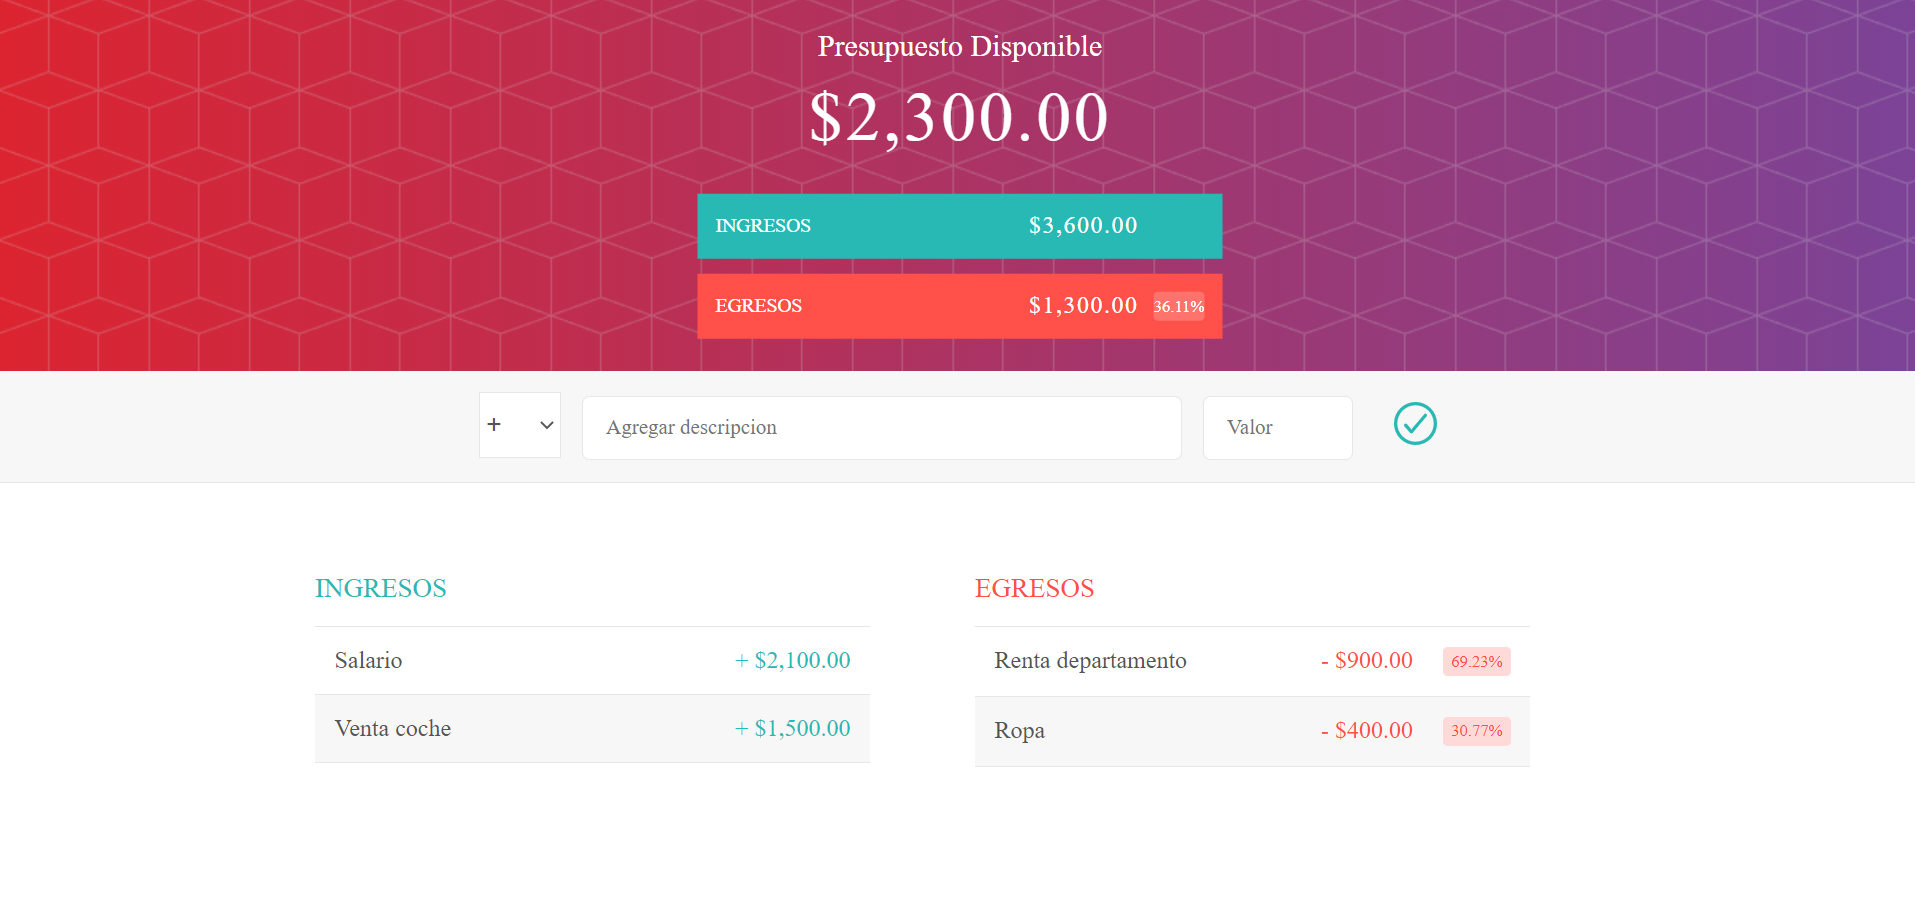 Presupuesto Disponible
$2,300.00
INGRESOS $3,600.00
EGRESOS $1,300.00 36.11%
+ Agregar descripcion Valor
INGRESOS
Salario + $2,100.00
Venta coche + $1,500.00
EGRESOS
Renta departamento - $900.00 69.23%
Ropa - $400.00 30.77%